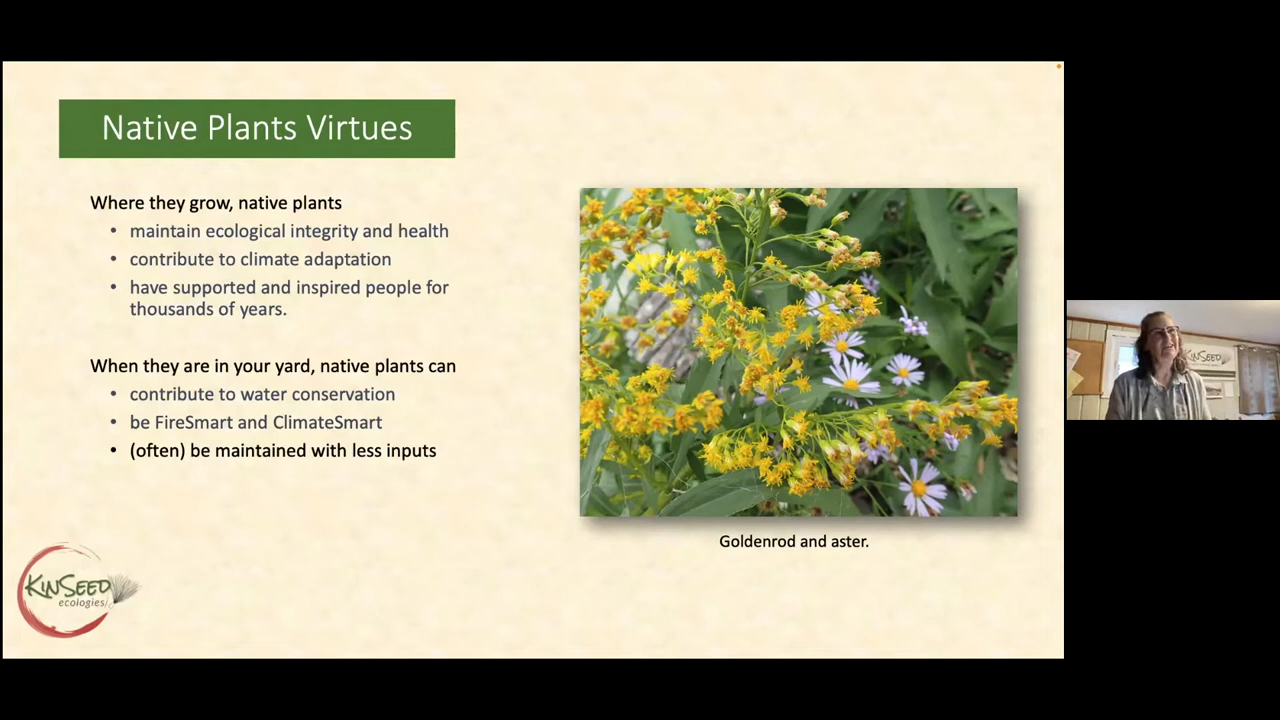 Native Plants Virtues
Where they grow, native plants
• maintain ecological integrity and health
• contribute to climate adaptation
• have supported and inspired people for
thousands of years.
When they are in your yard, native plants can
• contribute to water conservation
• be FireSmart and ClimateSmart
• (often) be maintained with less inputs
Goldenrod and aster.
KINSEED
ecologies
KINSEED